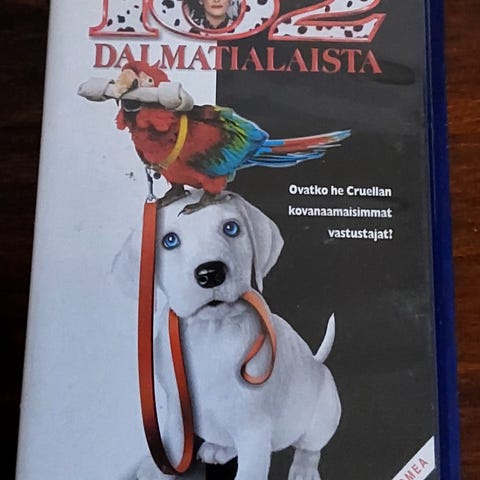 102
DALMATIALAISTA
Ovatko he Cruellan
kovanaamaisimmat
vastustajat?